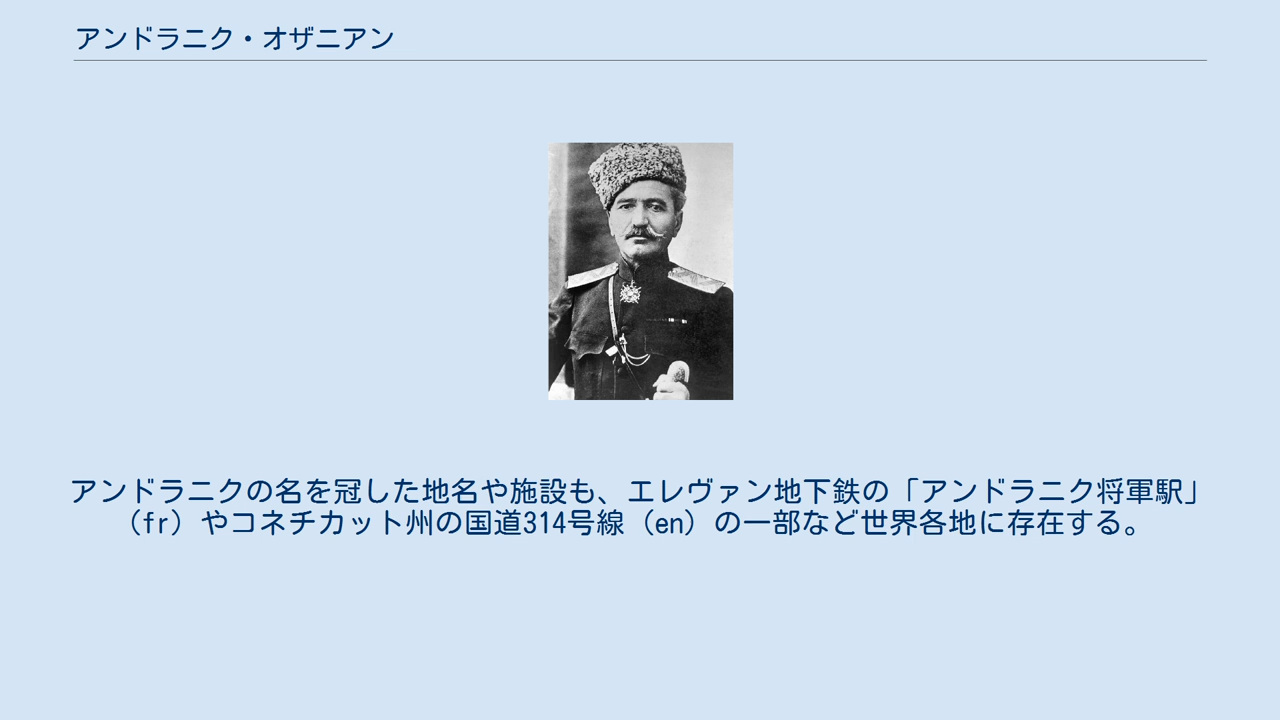 アンドラニク・オザニアン
アンドラニクの名を冠した地名や施設も、エレヴァン地下鉄の「アンドラニク将軍駅」
（fr）やコネチカット州の国道314号線（en）の一部など世界各地に存在する。